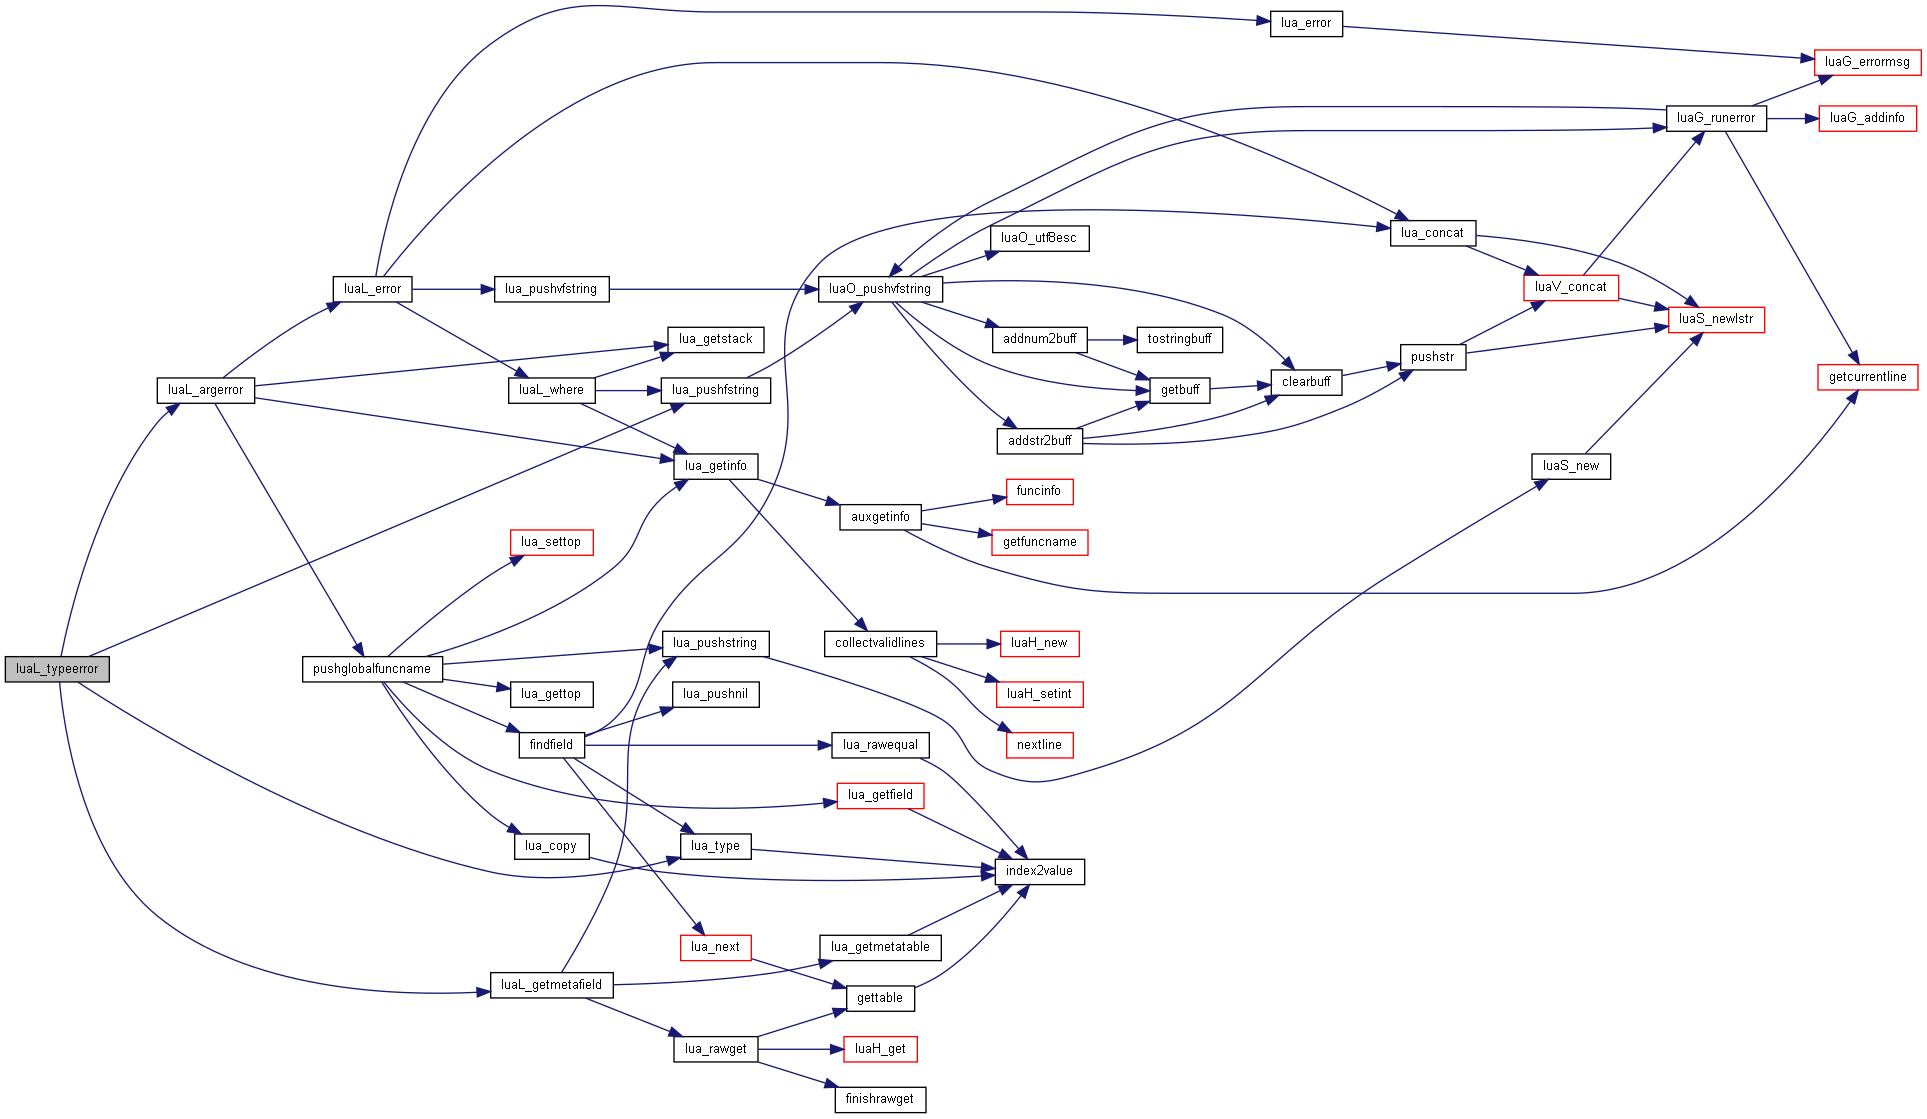 lua_error
luaG_errormsg
luaG_runerror
luaG_addinfo
lua_concat
luaO_utf8esc
luaL_error
lua_pushvfstring
luaO_pushvfstring
luaV_concat
luaS_newlstr
lua_getstack
addnum2buff
tostringbuff
pushstr
getcurrentline
luaL_argerror
luaL_where
lua_pushfstring
getbuff
clearbuff
addstr2buff
lua_getinfo
luaS_new
funcinfo
auxgetinfo
lua_settop
getfuncname
lua_pushstring
collectvalidlines
luaH_new
luaL_typeerror
pushglobalfuncname
lua_gettop
lua_pushnil
luaH_setint
findfield
lua_rawequal
nextline
lua_getfield
lua_copy
lua_type
index2value
lua_next
lua_getmetatable
luaL_getmetafield
gettable
lua_rawget
luaH_get
finishrawget